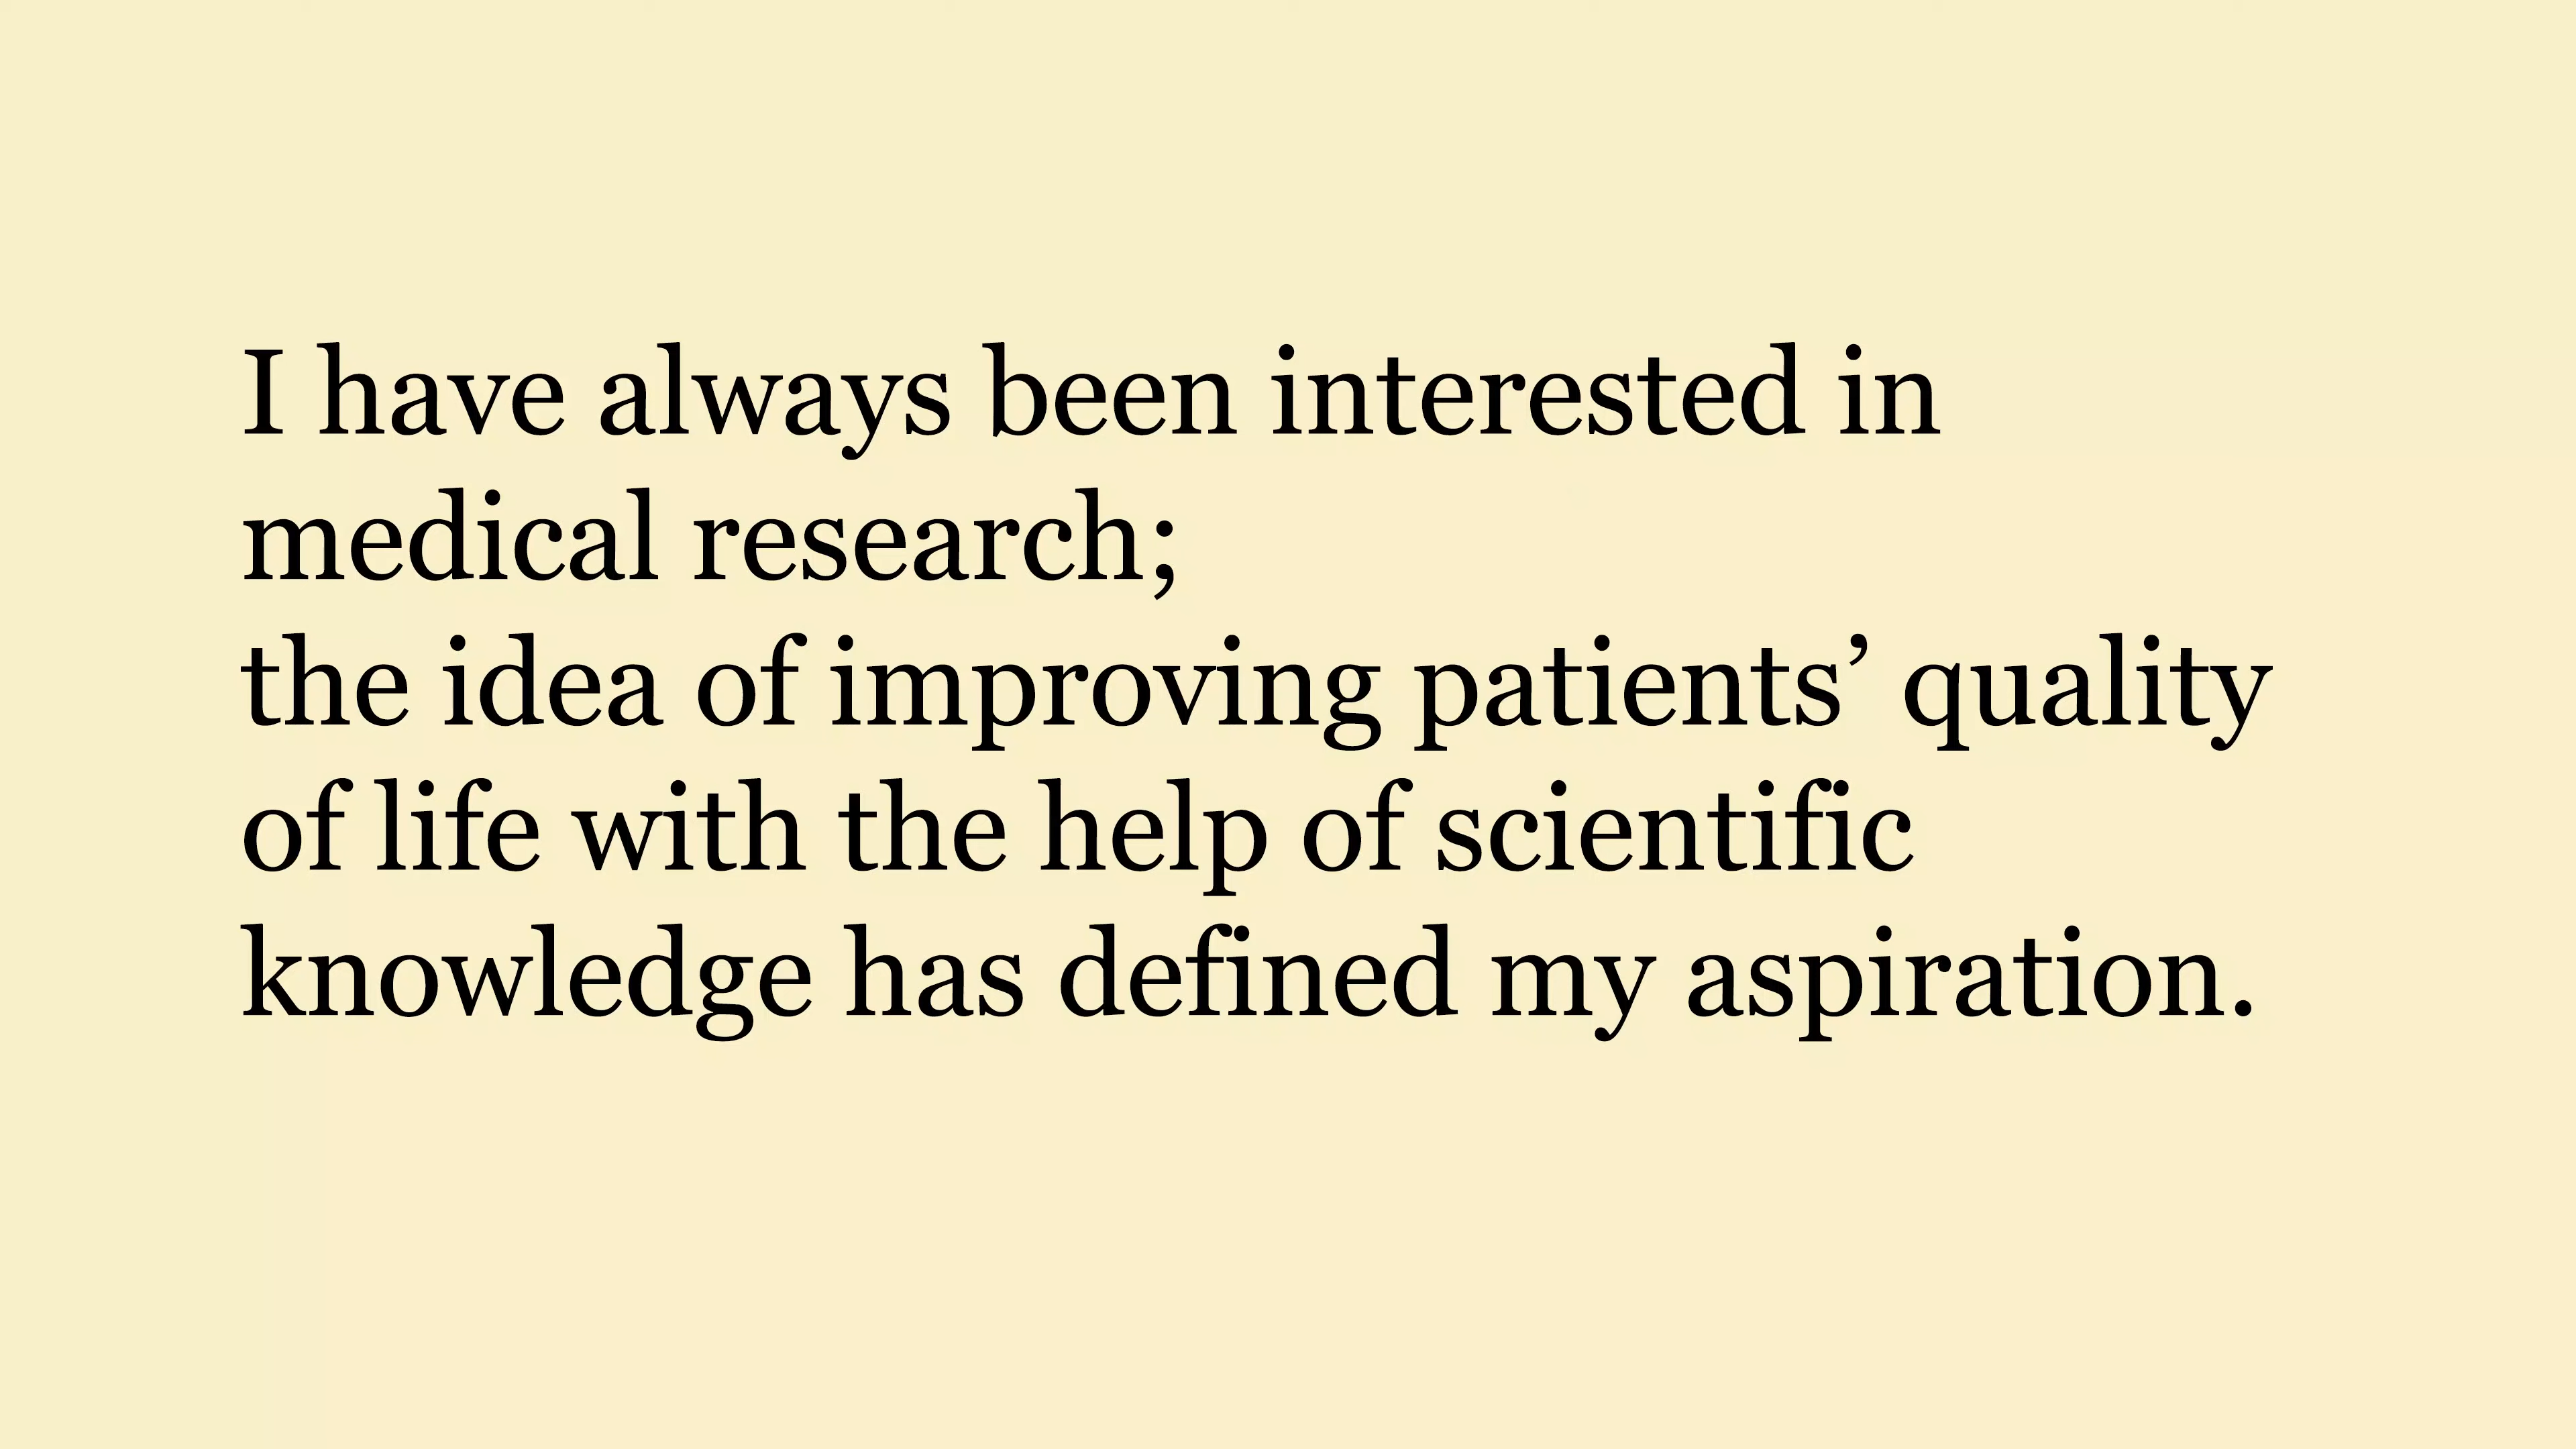 I have always been interested in
medical research;
the idea of improving patients’ quality
of life with the help of scientific
knowledge has defined my aspiration.